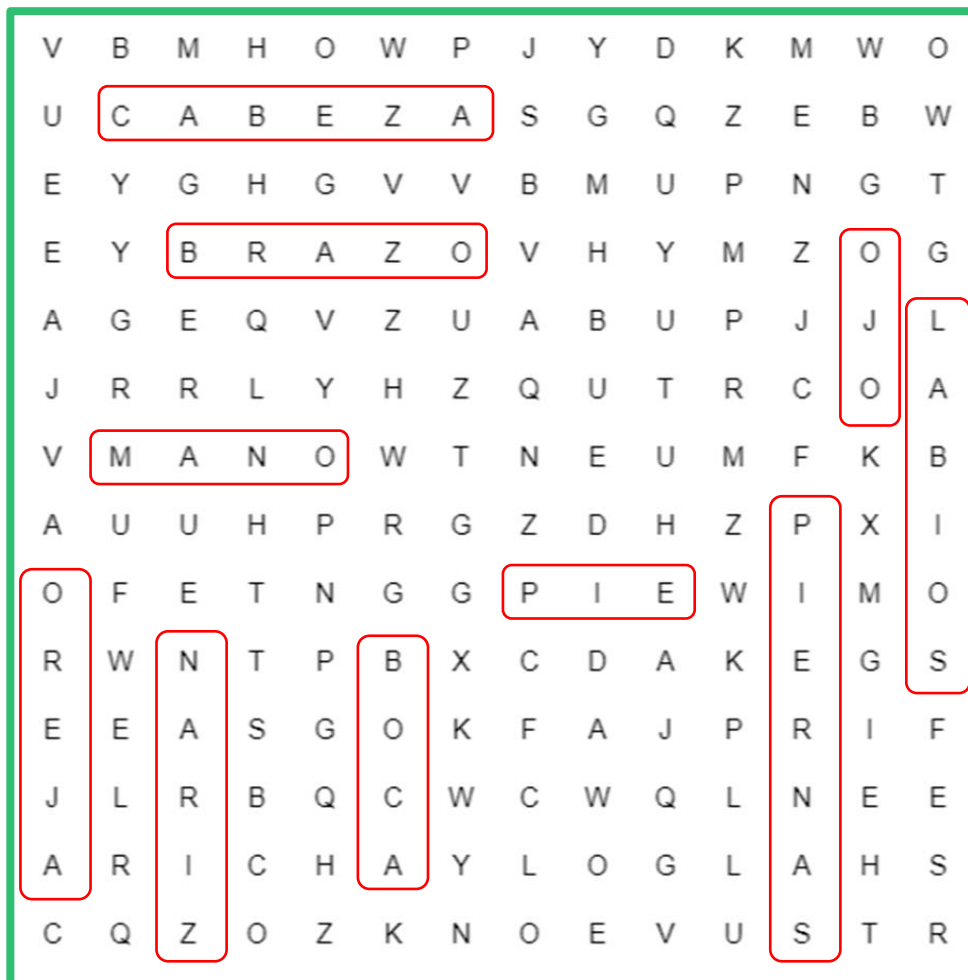 V B M H O W P J Y D K M W O
U C A B E Z A S G Q Z E B W
E Y G H G V V B M U P N G T
E Y B R A Z O V H Y M Z O G
A G E Q V Z U A B U P J J L
J R R L Y H Z Q U T R C O A
V M A N O W T N E U M F K B
A U U H P R G Z D H Z P X I
O F E T N G G P I E W I M O
R W N T P B X C D A K E G S
E E A S G O K F A J P R I F
J L R B Q C W C W Q L N E E
A R I C H A Y L O G L A H S
C Q Z O Z K N O E V U S T R